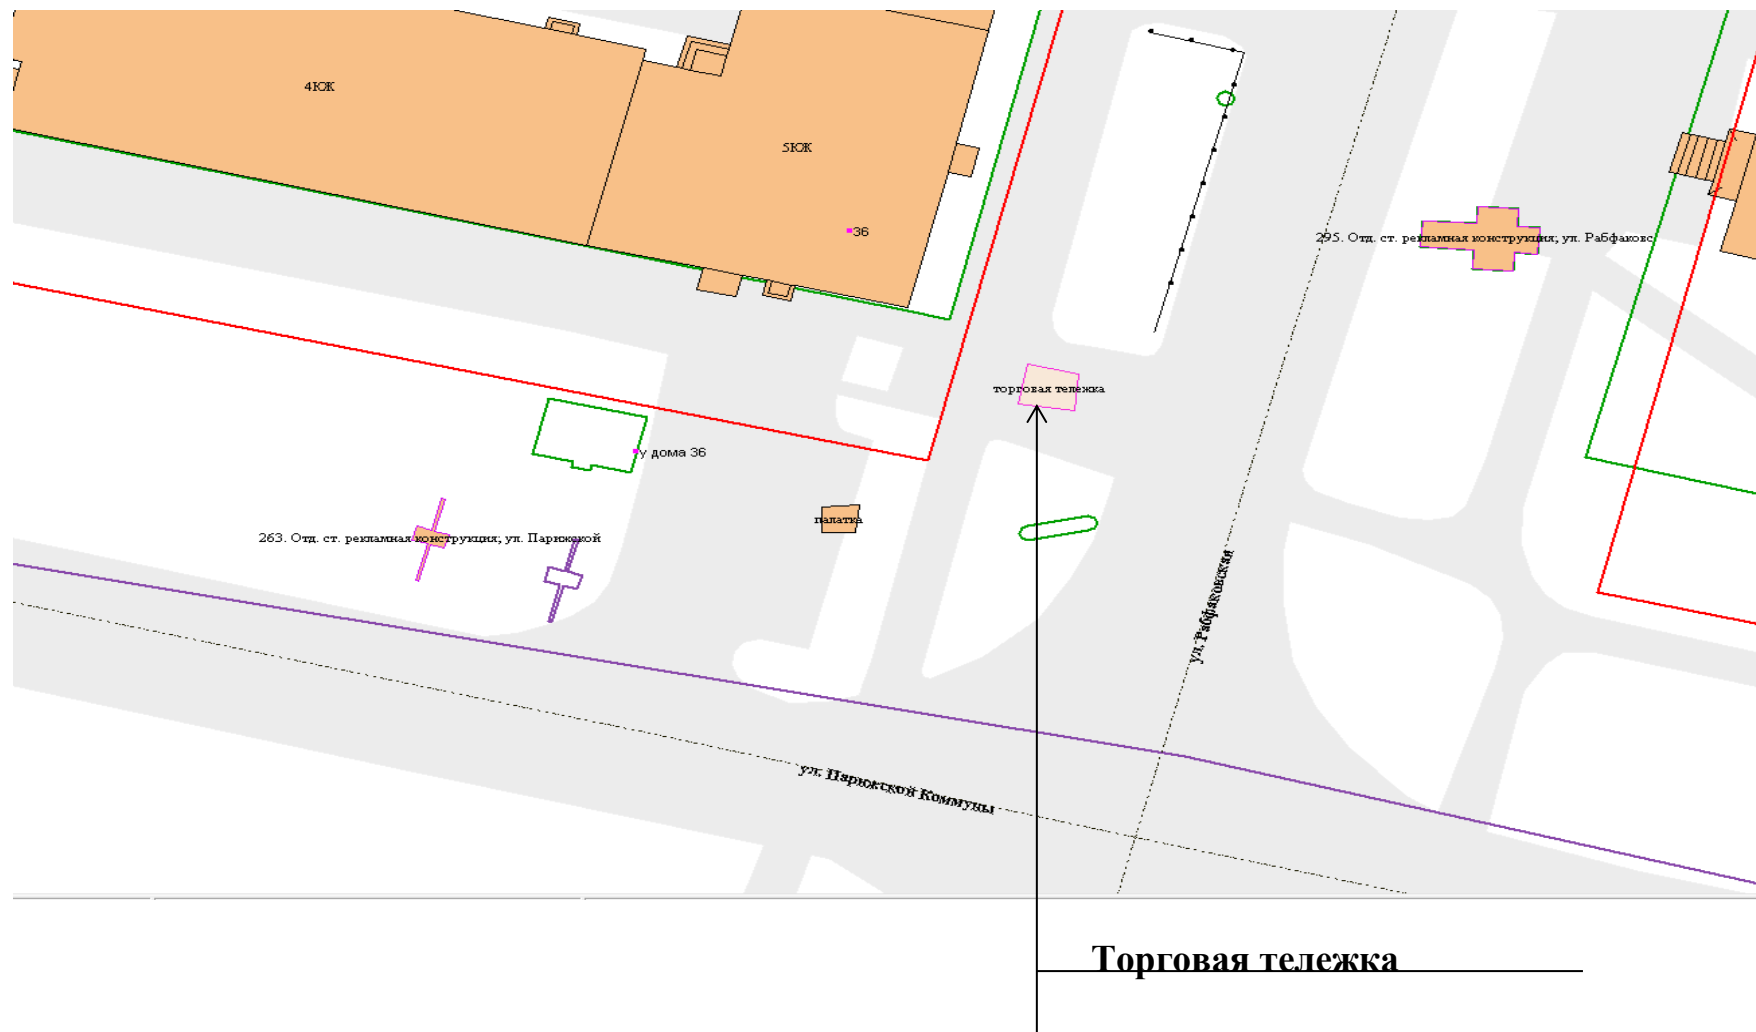 4КЖ
5КЖ
36
295. Отд. ст. рекламная конструкция; ул. Рабфаковс
торговая тележка
у дома 36
палатка
263. Отд. ст. рекламная конструкция; ул. Парижской
ул. Рабфаковская
ул. Парижской Коммуны
Торговая тележка